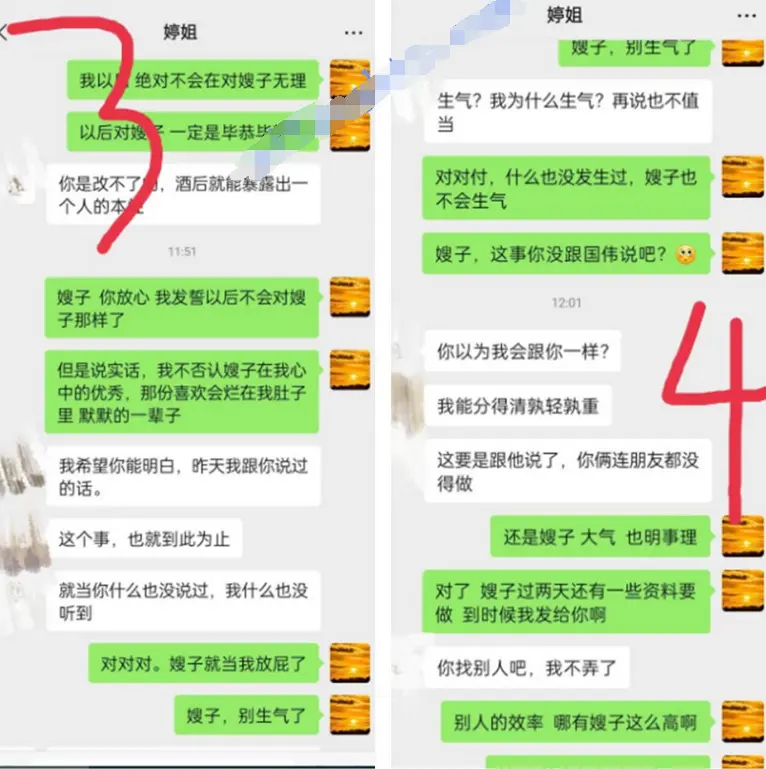 婷姐
我以后 绝对不会在对嫂子无理
以后对嫂子 一定是毕恭毕
你是改不了的，酒后就能暴露出一
个人的本性
11:51
嫂子 你放心 我发誓以后不会对嫂
子那样了
但是说实话，我不否认嫂子在我心
中的优秀，那份喜欢会烂在我肚子
里 默默的一辈子
我希望你能明白，昨天我跟你说过
的话。
这个事，也就到此为止
就当你什么也没说过，我什么也没
听到
对对对。嫂子就当我放屁了
嫂子，别生气了
3
婷姐
嫂子，别生气了
生气？我为什么生气？再说也不值
当
对对付，什么也没发生过，嫂子也
不会生气
嫂子，这事你没跟国伟说吧？🥺
12:01
你以为我会跟你一样？
我能分得清孰轻孰重
这要是跟他说了，你俩连朋友都没
得做
还是嫂子 大气 也明事理
对了 嫂子过两天还有一些资料要
做 到时候我发给你啊
你找别人吧，我不弄了
别人的效率 哪有嫂子这么高啊
4